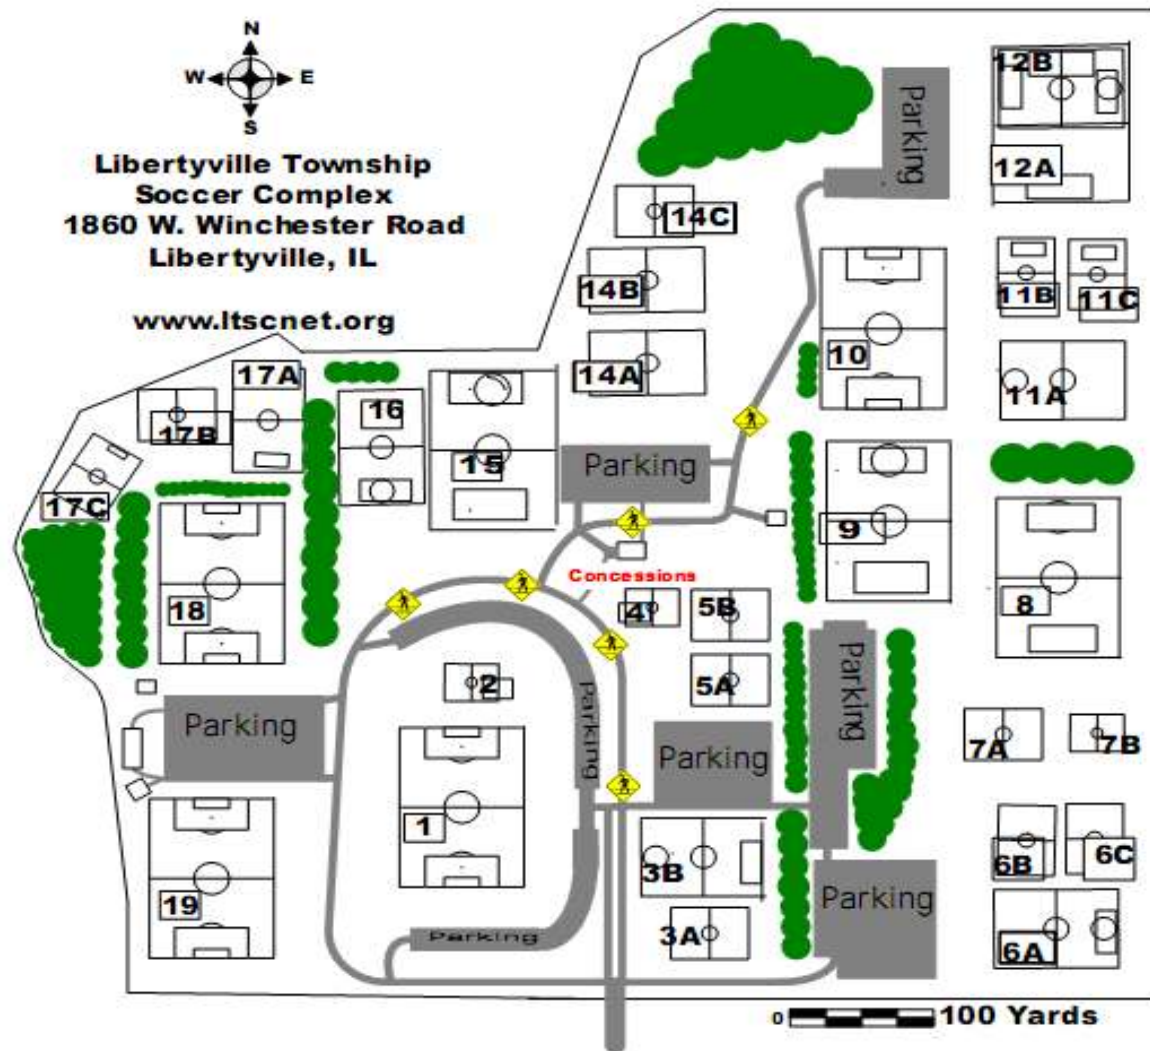 N
W E
S
Libertyville Township
Soccer Complex
1860 W. Winchester Road
Libertyville, IL
www.ltscnet.org
Parking
12B
12A
14C
14B
14A
10
11B
11C
11A
17A
17B
17C
16
15
Parking
9
8
18
Concessions
4
5B
5A
2
Parking
Parking
Parking
Parking
7A
7B
1
3B
3A
6B
6C
6A
19
Parking
Parking
0 100 Yards